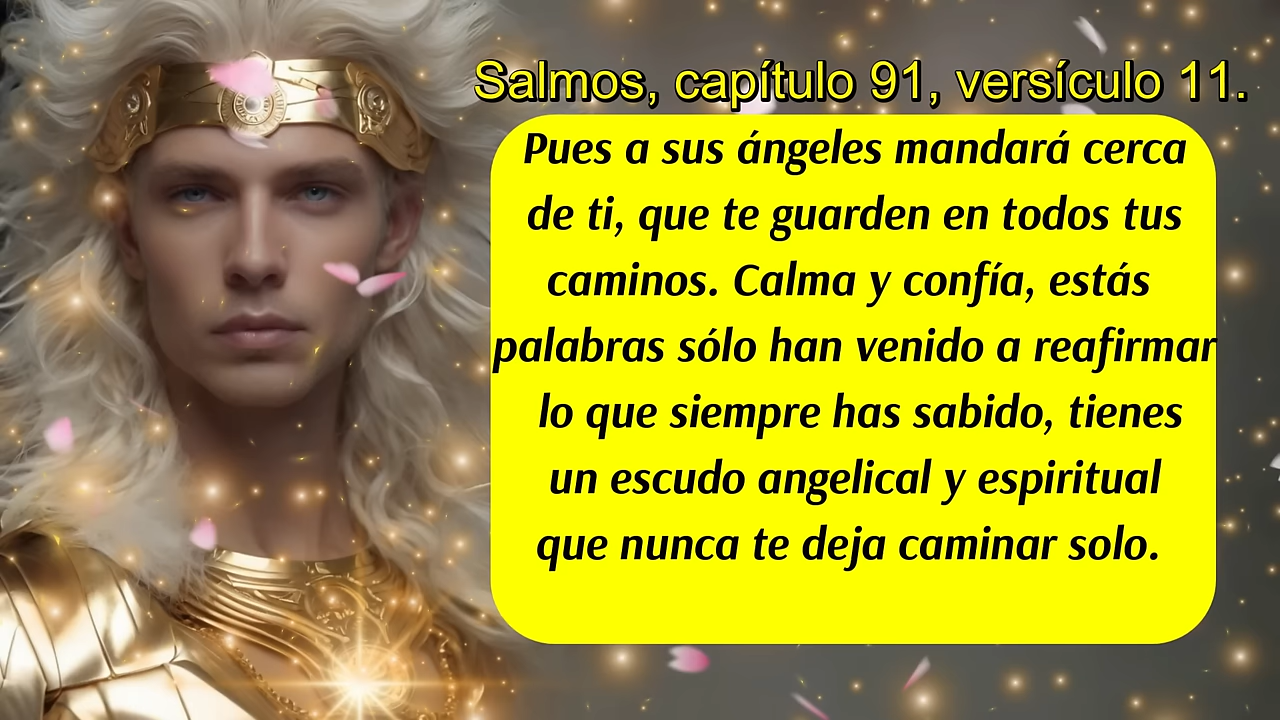 Salmos, capítulo 91, versículo 11.
Pues a sus ángeles mandará cerca
de ti, que te guarden en todos tus
caminos. Calma y confía, estás
palabras sólo han venido a reafirmar
lo que siempre has sabido, tienes
un escudo angelical y espiritual
que nunca te deja caminar solo.